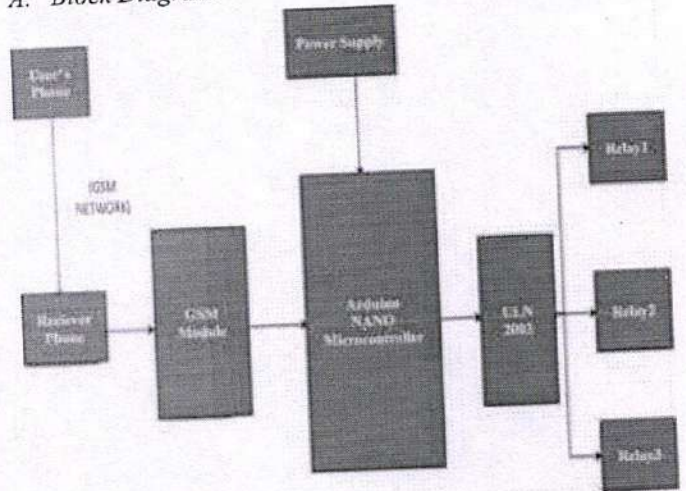 A. Block Diagra
Power Supply
User's
Phone
Relay1
(GSM
NETWORK)
GSM
Module
Arduino
NANO
Microcontroller
ULN
2003
Relay2
Reciever
Phone
Relay3